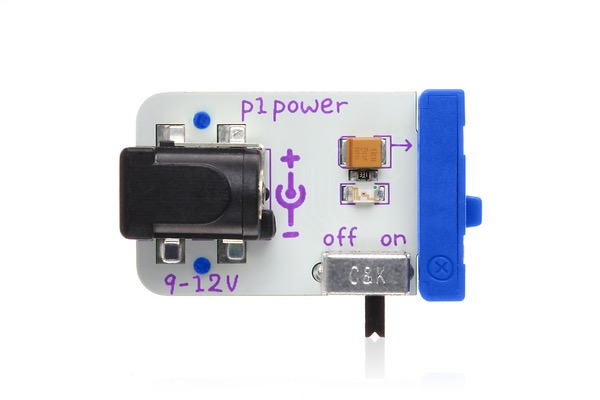 p1 power
+
-
off on
C&K
9-12V